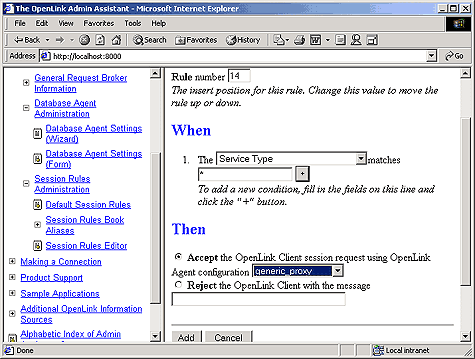 The OpenLink Admin Assistant - Microsoft Internet Explorer
File Edit View Favorites Tools Help
Back Search Favorites History
Address http://localhost:8000 Go
General Request Broker
Information
Database Agent
Administration
Database Agent Settings
(Wizard)
Database Agent Settings
(Form)
Session Rules
Administration
Default Session Rules
Session Rules Book
Aliases
Session Rules Editor
Making a Connection
Product Support
Sample Applications
Additional OpenLink Information
Sources
Alphabetic Index of Admin
Rule number 14
The insert position for this rule. Change this value to move
the rule up or down.
When
1. The Service Type matches
* +
To add a new condition, fill in the fields on this line and
click the "+" button.
Then
Accept the OpenLink Client session request using OpenLink
Agent configuration generic_proxy
Reject the OpenLink Client with the message
Add Cancel
Done Local intranet